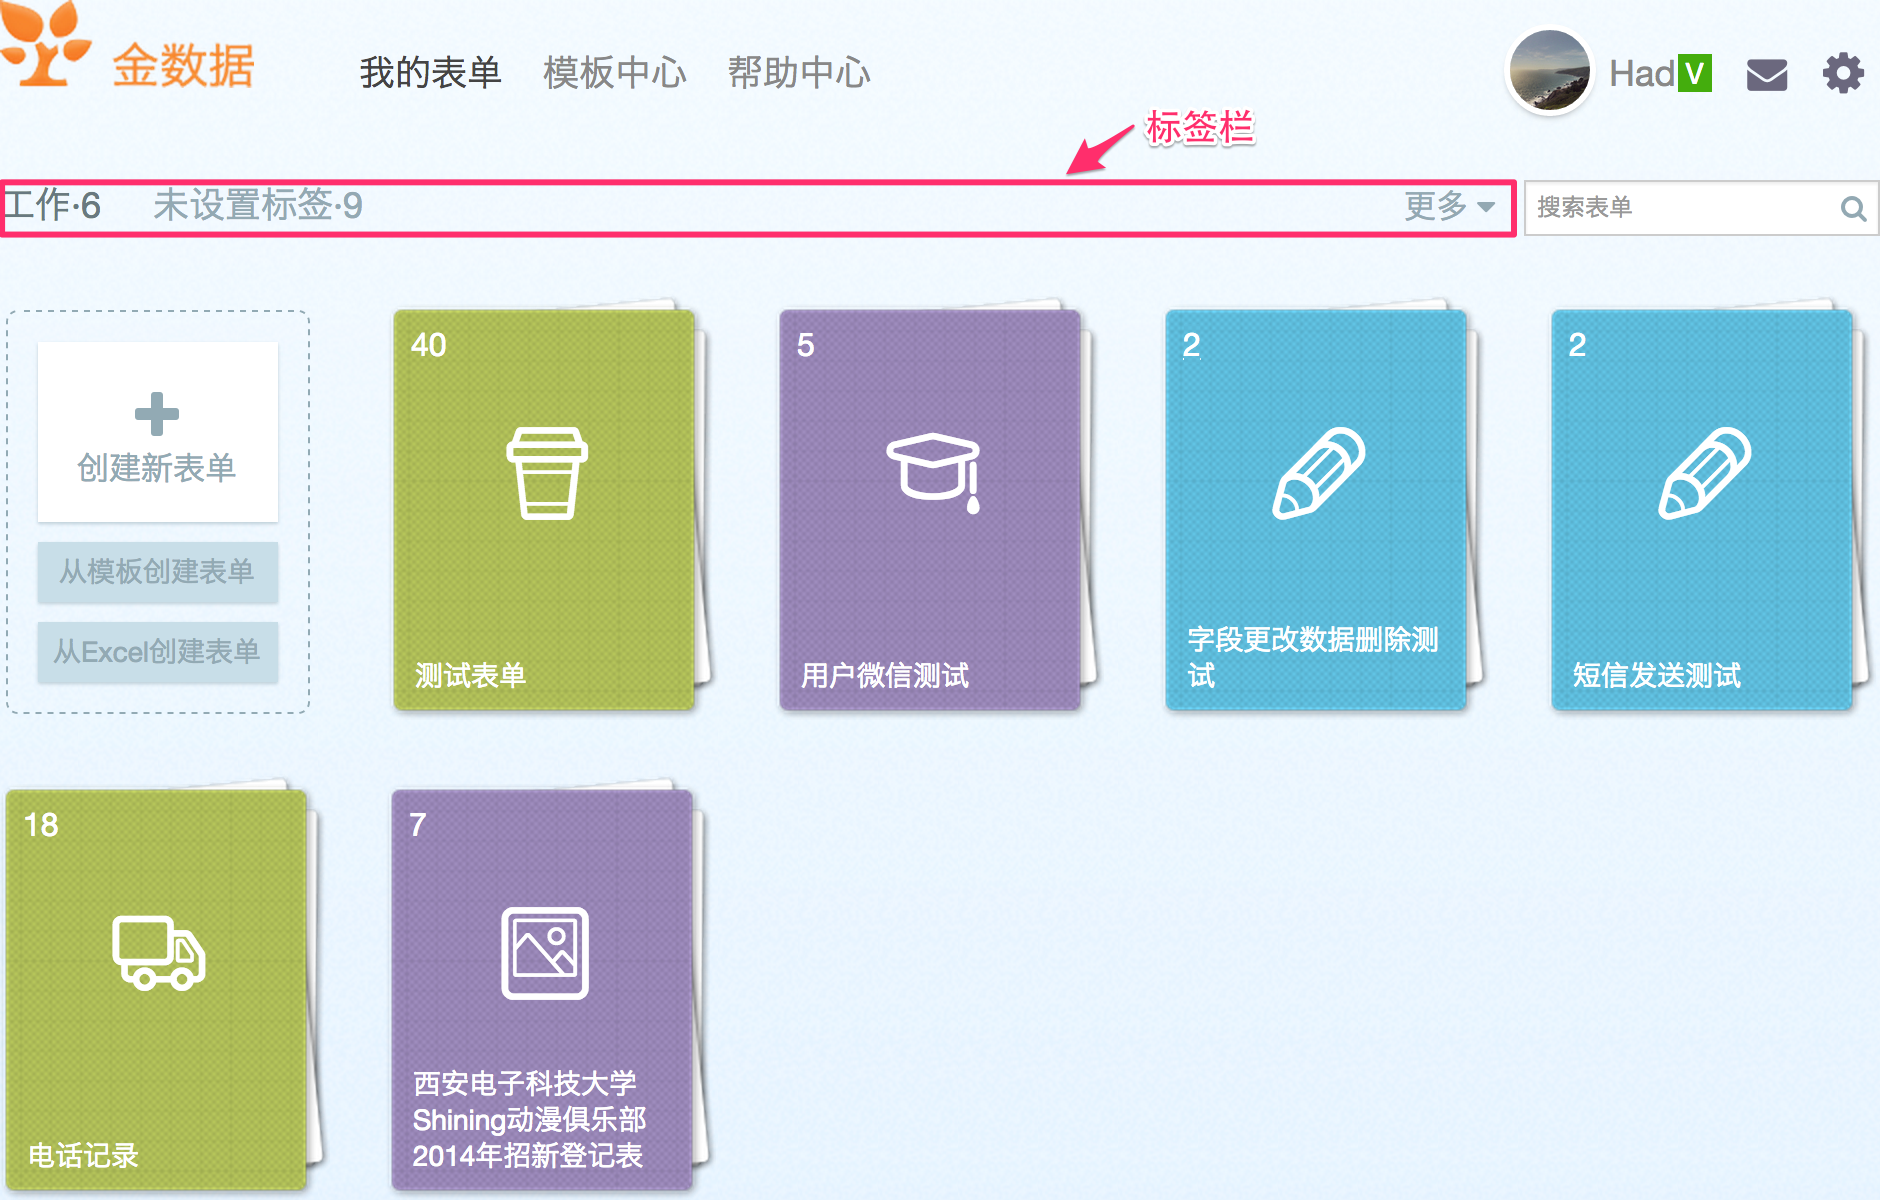 金数据
我的表单 模板中心 帮助中心
Had V
标签栏
工作·6 未设置标签·9 更多
搜索表单
创建新表单
从模板创建表单
从Excel创建表单
40
测试表单
5
用户微信测试
2
字段更改数据删除测
试
2
短信发送测试
18
电话记录
7
西安电子科技大学
Shining动漫俱乐部
2014年招新登记表